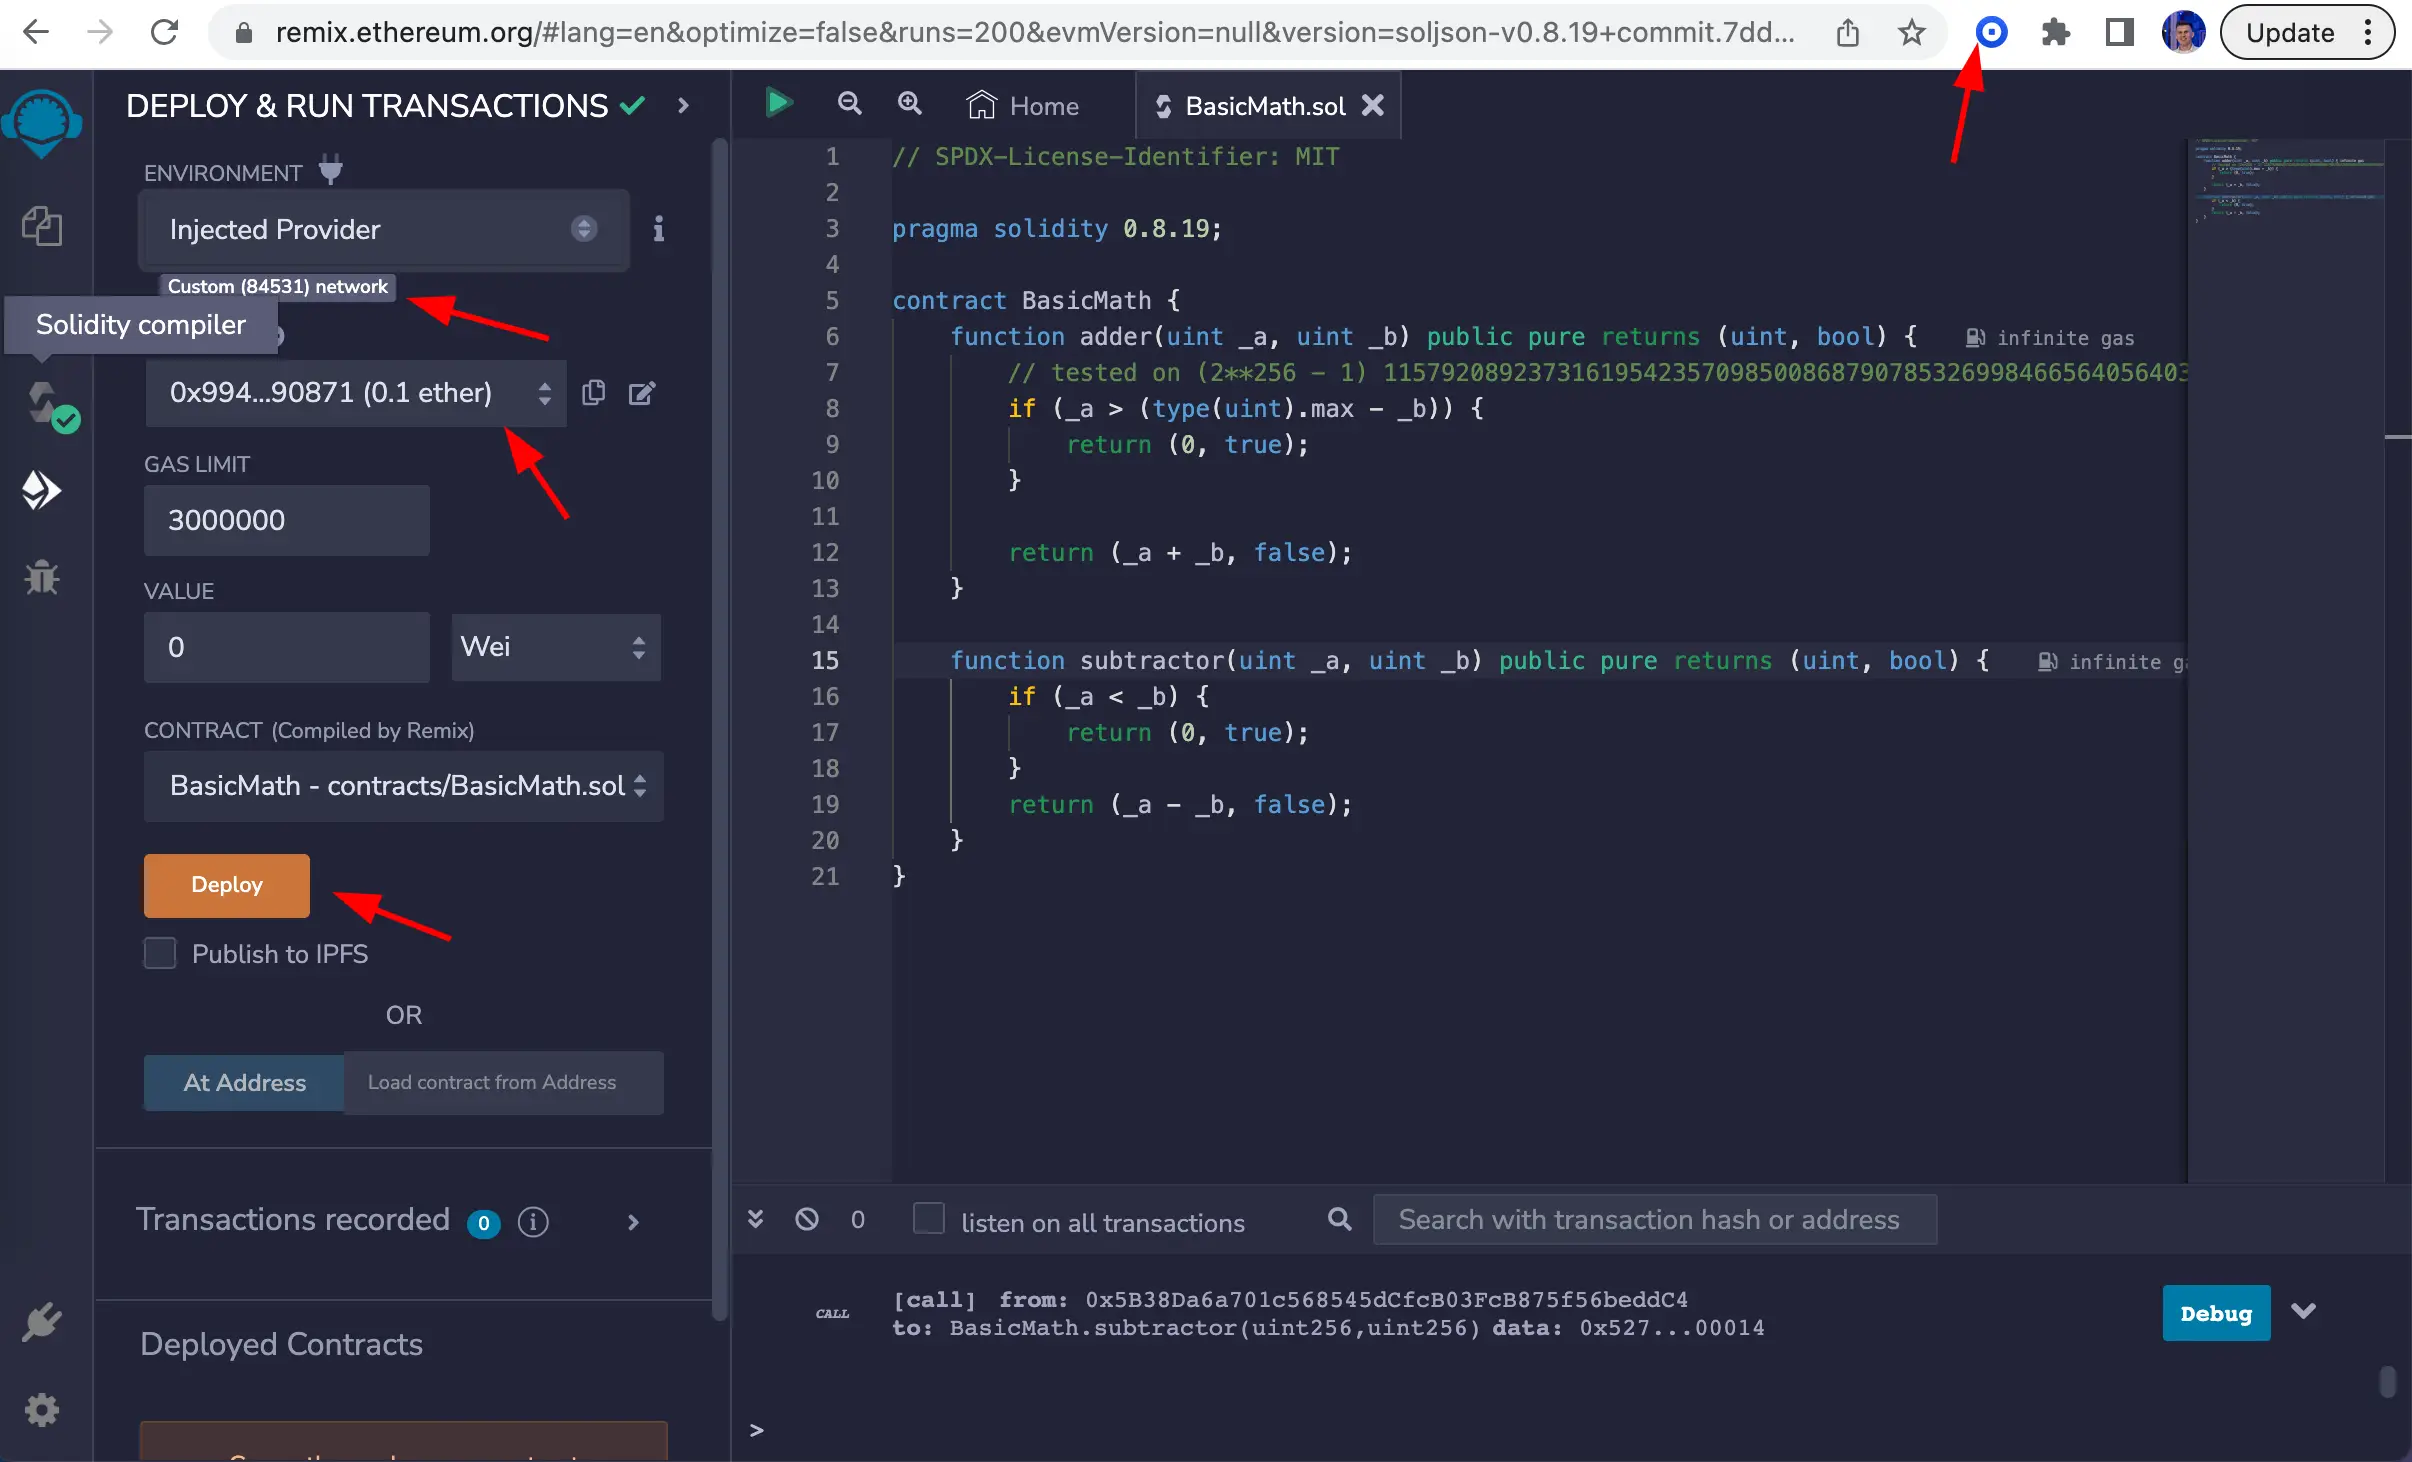 remix.ethereum.org/#lang=en&optimize=false&runs=200&evmVersion=null&version=soljson-v0.8.19+commit.7dd...
Update
DEPLOY & RUN TRANSACTIONS
ENVIRONMENT
Injected Provider
Custom (84531) network
Solidity compiler
0x994...90871 (0.1 ether)
GAS LIMIT
3000000
VALUE
0
Wei
CONTRACT (Compiled by Remix)
BasicMath - contracts/BasicMath.sol
Deploy
Publish to IPFS
OR
At Address
Load contract from Address
Transactions recorded 0
Deployed Contracts
Home
BasicMath.sol
1 // SPDX-License-Identifier: MIT
2
3 pragma solidity 0.8.19;
4
5 contract BasicMath {
6 function adder(uint _a, uint _b) public pure returns (uint, bool) { infinite gas
7 // tested on (2**256 - 1) 11579208923731619542357098500868790785326998466564056403
8 if (_a > (type(uint).max - _b)) {
9 return (0, true);
10 }
11
12 return (_a + _b, false);
13 }
14
15 function subtractor(uint _a, uint _b) public pure returns (uint, bool) { infinite
16 if (_a < _b) {
17 return (0, true);
18 }
19 return (_a - _b, false);
20 }
21 }
0
listen on all transactions
Search with transaction hash or address
CALL
[call] from: 0x5B38Da6a701c568545dCfcB03FcB875f56beddC4
to: BasicMath.subtractor(uint256,uint256) data: 0x527...00014
Debug
>